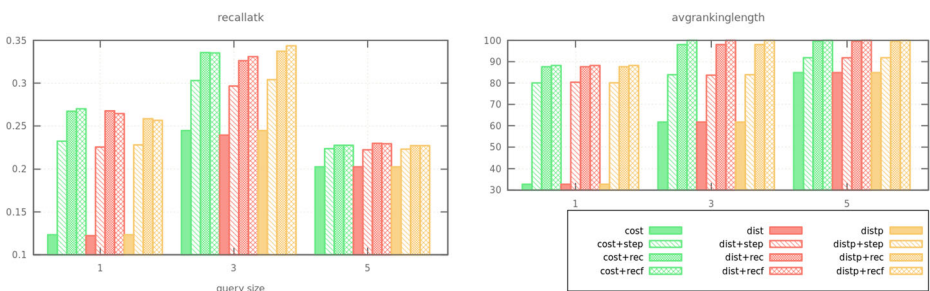 recallatk
0.35
0.3
0.25
0.2
0.15
0.1
1
3
5
query size
avgrankinglength
100
90
80
70
60
50
40
30
1
3
5
cost
cost+step
cost+rec
cost+recf
dist
dist+step
dist+rec
dist+recf
distp
distp+step
distp+rec
distp+recf